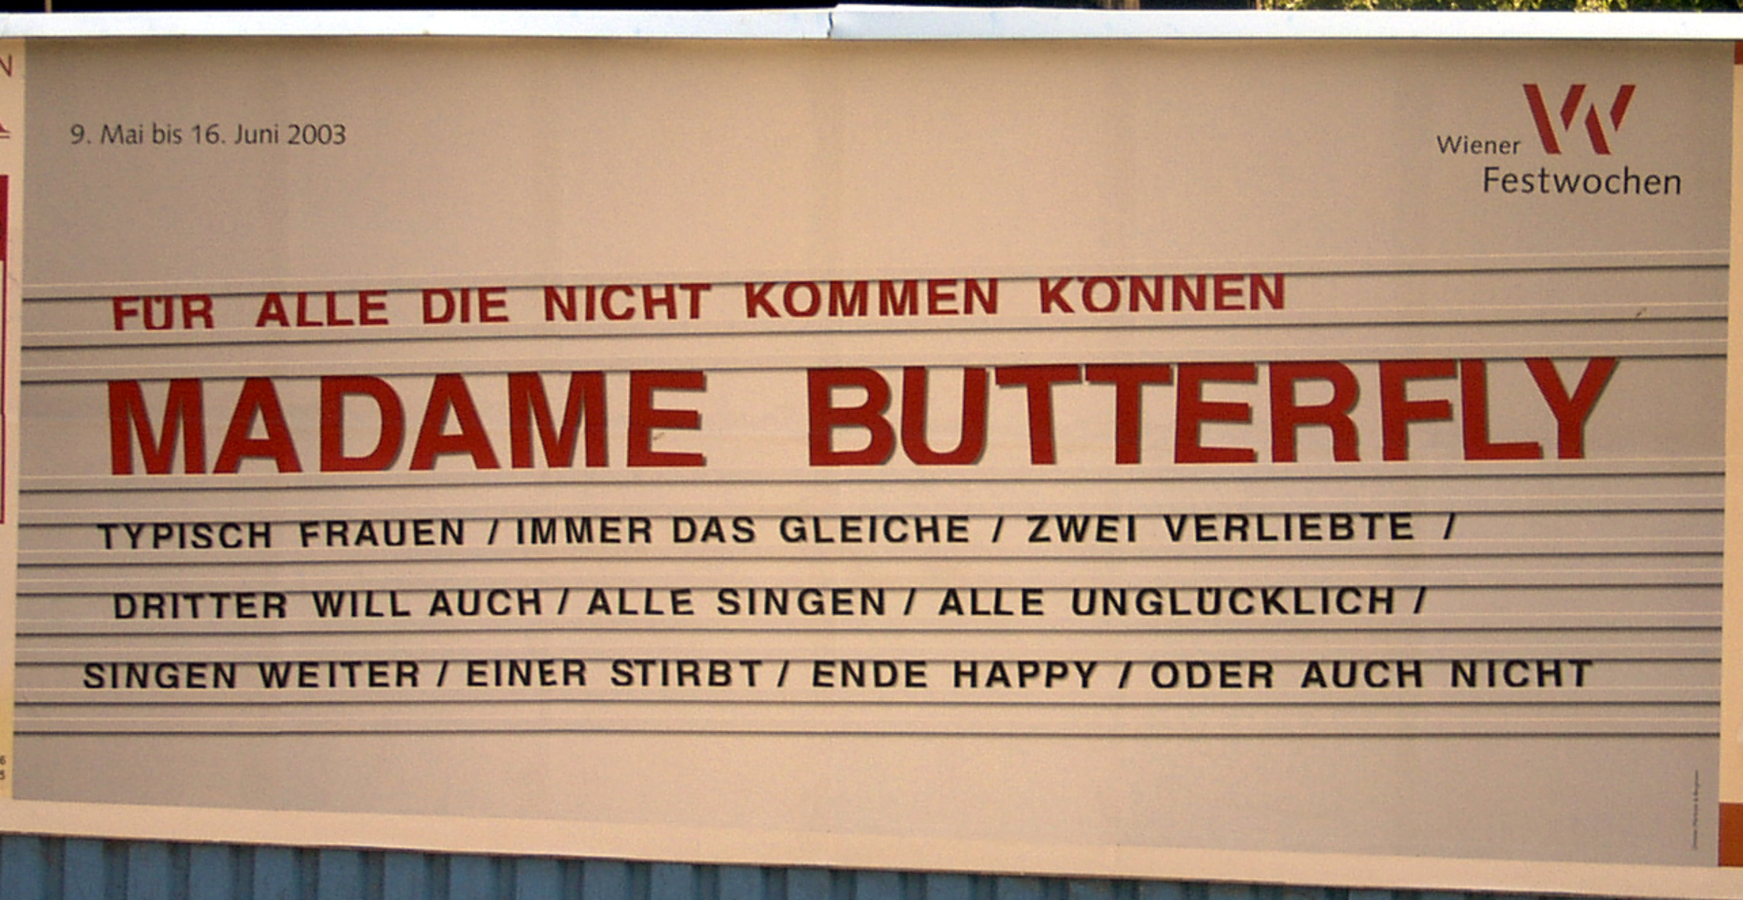 9. Mai bis 16. Juni 2003
Wiener
Festwochen
FÜR ALLE DIE NICHT KOMMEN KÖNNEN
MADAME BUTTERFLY
TYPISCH FRAUEN / IMMER DAS GLEICHE / ZWEI VERLIEBTE /
DRITTER WILL AUCH / ALLE SINGEN / ALLE UNGLÜCKLICH /
SINGEN WEITER / EINER STIRBT / ENDE HAPPY / ODER AUCH NICHT